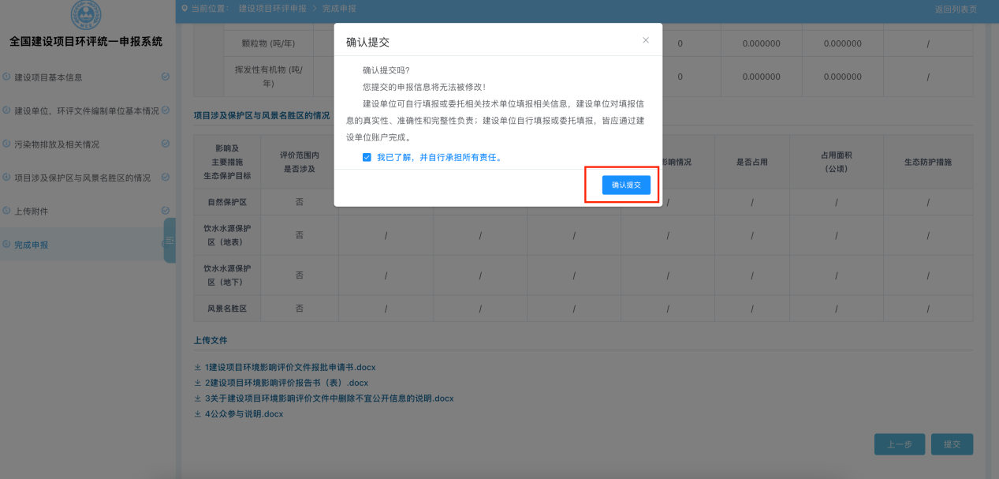 当前位置： 建设项目环评申报 > 完成申报
返回列表页
全国建设项目环评统一申报系统
建设项目基本信息
建设单位，环评文件编制单位基本情况
污染物排放及相关情况
项目涉及保护区与风景名胜区的情况
上传附件
完成申报
颗粒物 (吨/年) 0 0.000000 0.000000 /
挥发性有机物 (吨/
年) 0 0.000000 0.000000 /
确认提交
确认提交吗?
您提交的申报信息将无法被修改!
建设单位可自行填报或委托相关技术单位填报相关信息，建设单位对填报信
息的真实性、准确性和完整性负责；建设单位自行填报或委托填报，皆应通过建
设单位账户完成。
我已了解，并自行承担所有责任。
确认提交
项目涉及保护区与风景名胜区的情况
影响及
主要措施
生态保护目标
评价范围内
是否涉及
影响情况
是否占用
占用面积
（公顷）
生态防护措施
自然保护区 否 / / / /
饮水水源保护
区（地表） 否 / / / / / / /
饮水水源保护
区（地下） 否 / / / / / / /
风景名胜区 否 / / / / / / /
上传文件
1建设项目环境影响评价文件报批申请书.docx
2建设项目环境影响评价报告书（表）.docx
3关于建设项目环境影响评价文件中删除不宜公开信息的说明.docx
4公众参与说明.docx
上一步
提交